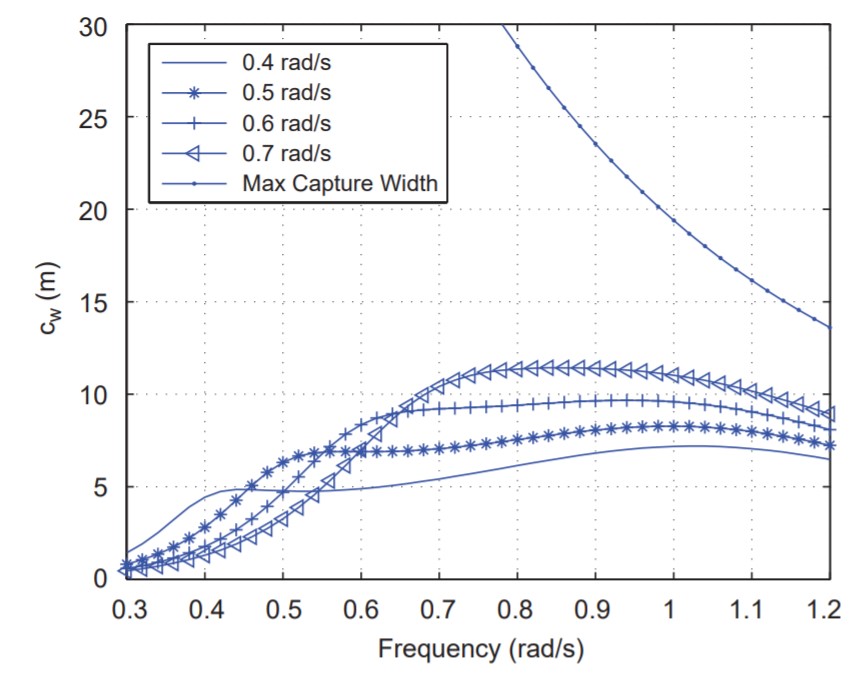 30
25
20
15
10
5
0
c_w (m)
0.4 rad/s
0.5 rad/s
0.6 rad/s
0.7 rad/s
Max Capture Width
0.3 0.4 0.5 0.6 0.7 0.8 0.9 1 1.1 1.2
Frequency (rad/s)